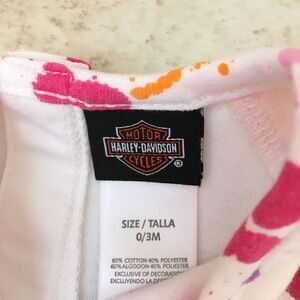 MOTOR
HARLEY-DAVIDSON
CYCLES
®
SIZE / TALLA
0/3M
60% COTTON 40% POLYESTER
60% ALGODON 40% POLIESTER
EXCLUSIVE OF DECORATION
EXCLUYENDO LA DECO